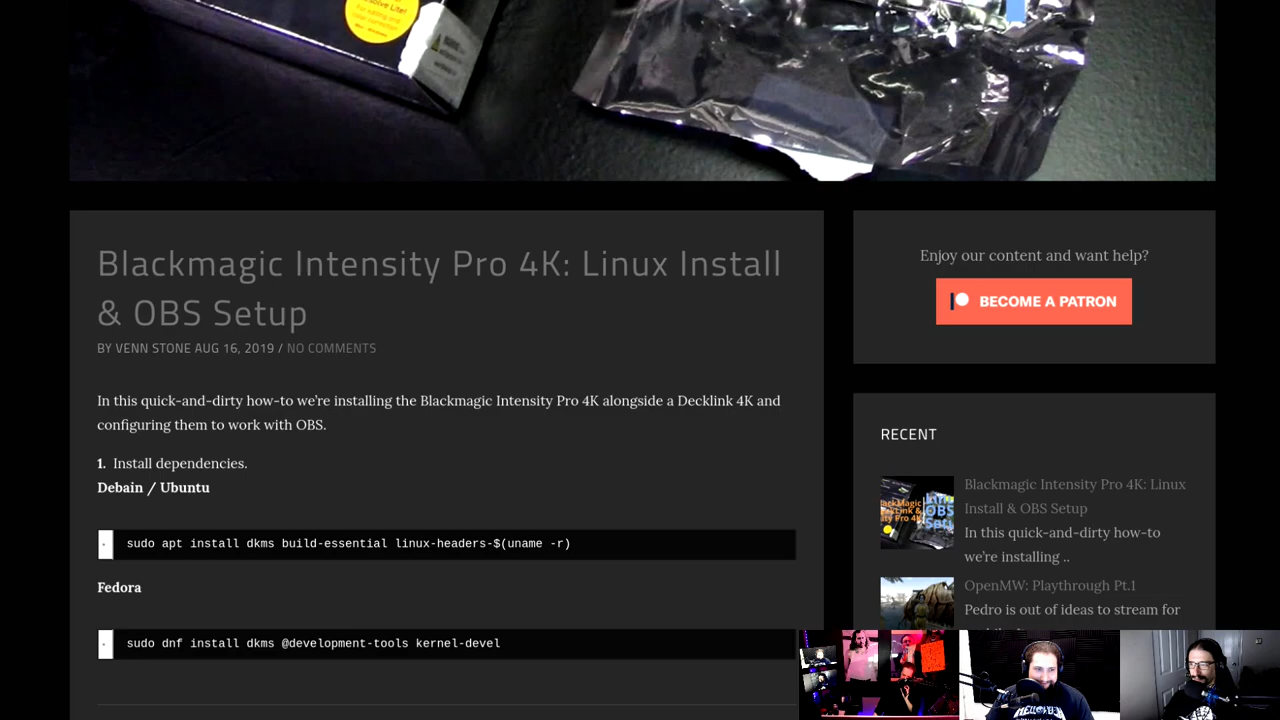 Blackmagic Intensity Pro 4K: Linux Install
& OBS Setup
BY VENN STONE AUG 16, 2019 / NO COMMENTS
In this quick-and-dirty how-to we're installing the Blackmagic Intensity Pro 4K alongside a Decklink 4K and
configuring them to work with OBS.
1. Install dependencies.
Debain / Ubuntu
sudo apt install dkms build-essential linux-headers-$(uname -r)
Fedora
sudo dnf install dkms @development-tools kernel-devel
Enjoy our content and want help?
BECOME A PATRON
RECENT
Blackmagic Intensity Pro 4K: Linux
Install & OBS Setup
In this quick-and-dirty how-to
we're installing ..
OpenMW: Playthrough Pt.1
Pedro is out of ideas to stream for